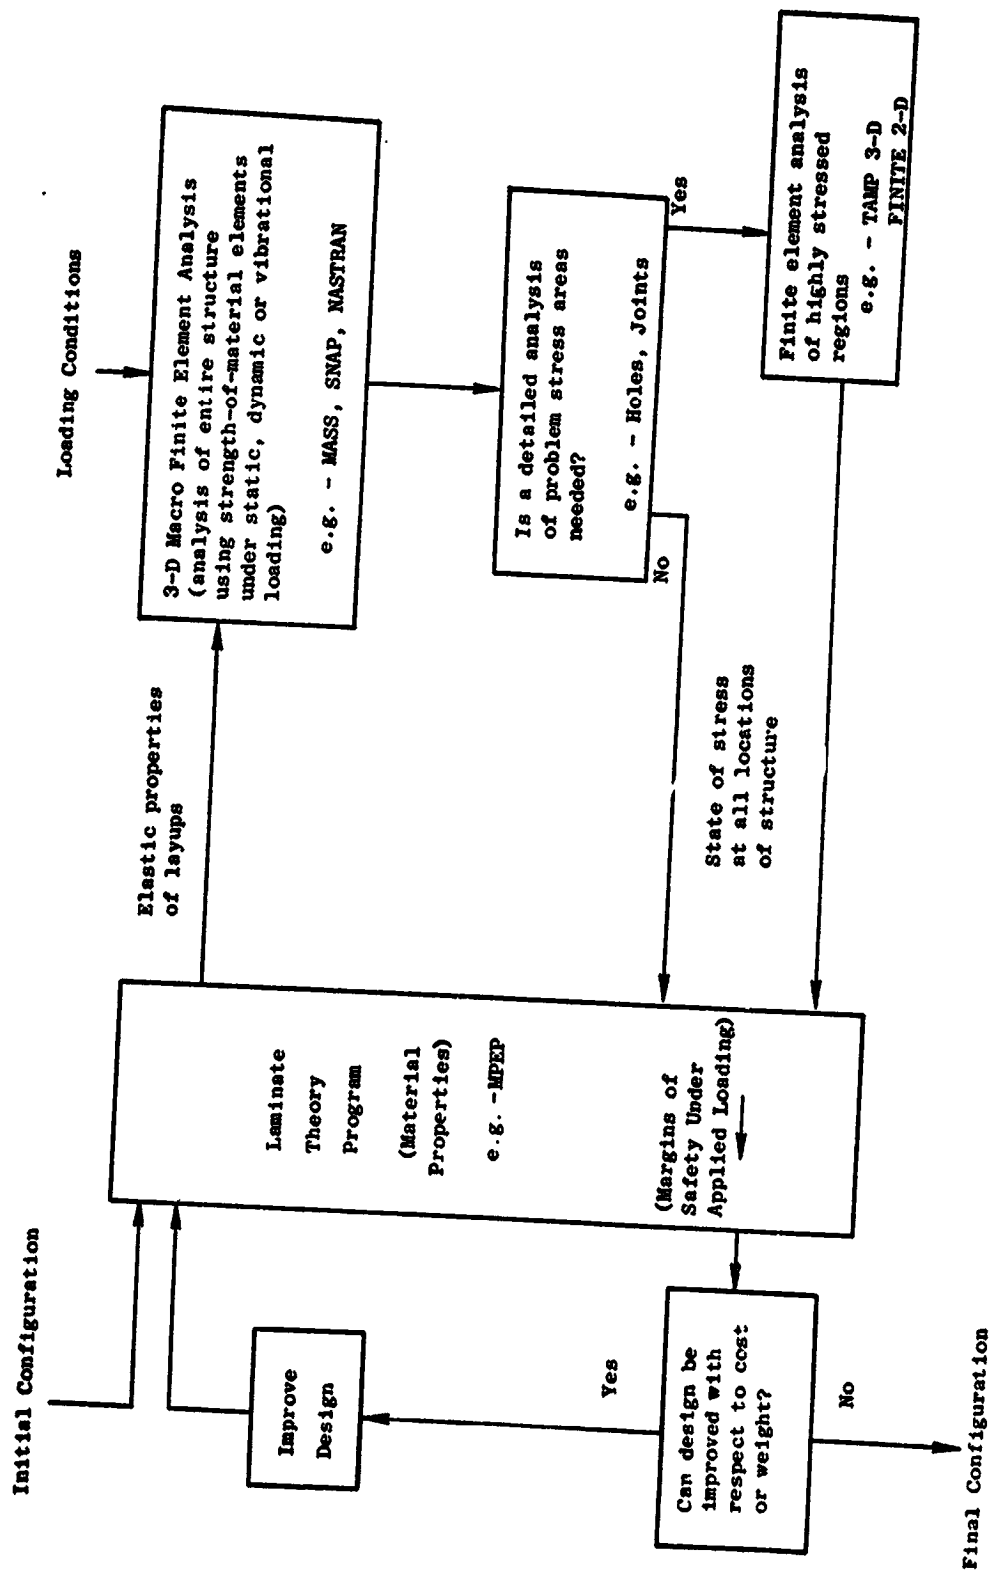 Initial Configuration
Improve
Design
Can design be
improved with
respect to cost
or weight?
Yes
No
Final Configuration
Laminate
Theory
Program
(Material
Properties)
e.g. -MPEP
(Margins of
Safety Under
Applied Loading)
Elastic properties
of layups
State of stress
at all locations
of structure
Loading Conditions
3-D Macro Finite Element Analysis
(analysis of entire structure
using strength-of-material elements
under static, dynamic or vibrational
loading)
e.g. - MASS, SNAP, NASTRAN
Is a detailed analysis
of problem stress areas
needed?
e.g. - Holes, Joints
No
Yes
Finite element analysis
of highly stressed
regions
e.g. - TAMP 3-D
FINITE 2-D